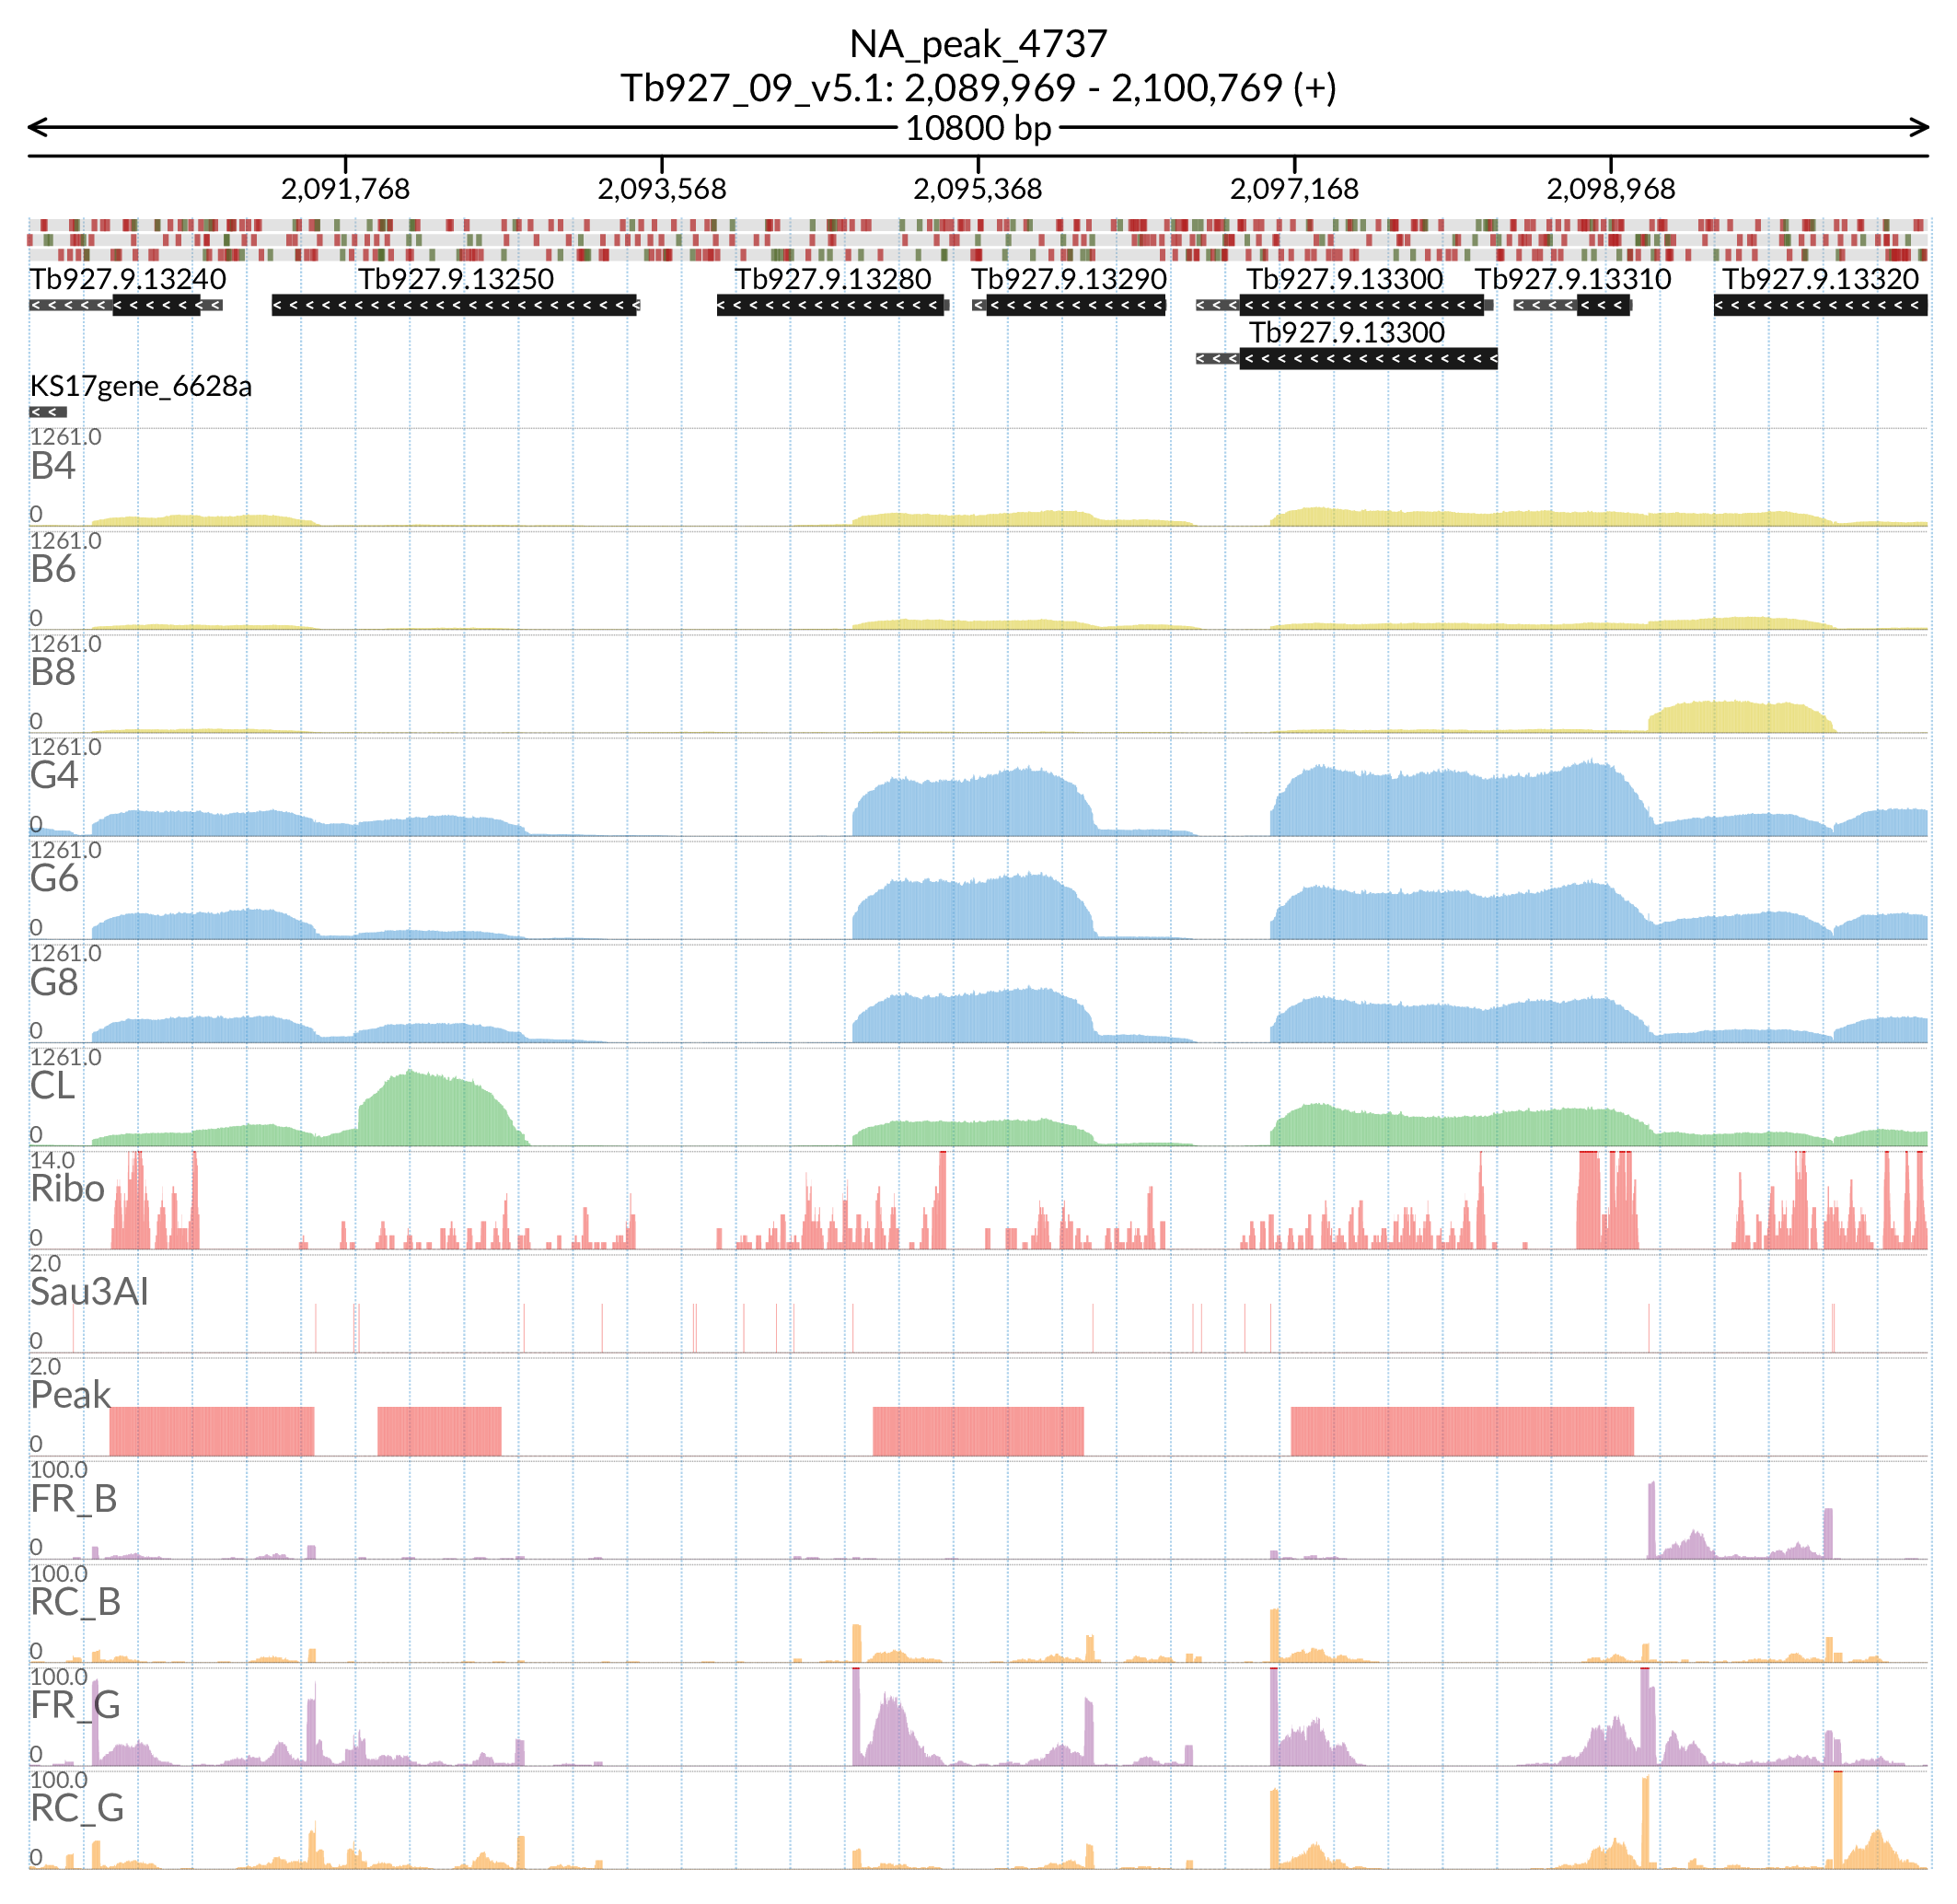 NA_peak_4737
Tb927_09_v5.1: 2,089,969 - 2,100,769 (+)
10800 bp
2,091,768 2,093,568 2,095,368 2,097,168 2,098,968
Tb927.9.13240 Tb927.9.13250 Tb927.9.13280 Tb927.9.13290 Tb927.9.13300 Tb927.9.13310 Tb927.9.13320
Tb927.9.13300
KS17gene_6628a
1261.0
B4
0
1261.0
B6
0
1261.0
B8
0
1261.0
G4
0
1261.0
G6
0
1261.0
G8
0
1261.0
CL
0
14.0
Ribo
0
2.0
Sau3AI
0
2.0
Peak
0
100.0
FR_B
0
100.0
RC_B
0
100.0
FR_G
0
100.0
RC_G
0